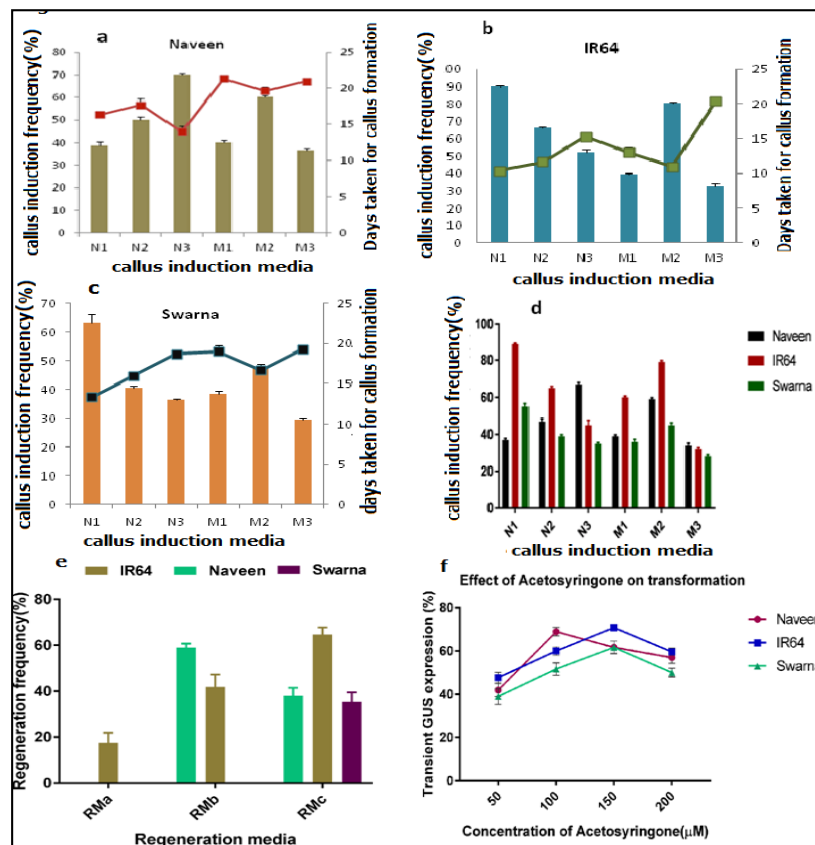 a
Naveen
callus induction frequency(%)
80
70
60
50
40
30
20
10
0
25
20
15
10
5
0
Days taken for callus formation
N1 N2 N3 M1 M2 M3
callus induction media
b
IR64
callus induction frequency(%)
00
90
80
70
60
50
40
30
20
10
0
25
20
15
10
5
0
Days taken for callus formation
N1 N2 N3 M1 M2 M3
callus induction media
c
Swarna
callus induction frequency(%)
70
60
50
40
30
20
10
0
25
20
15
10
5
0
days taken for callus formation
N1 N2 N3 M1 M2 M3
callus induction media
d
callus induction frequency(%)
100
80
60
40
20
0
N1 N2 N3 M1 M2 M3
callus induction media
Naveen
IR64
Swarna
e
IR64 Naveen Swarna
Regeneration frequency(%)
80
60
40
20
0
RMa RMb RMc
Regeneration media
f
Effect of Acetosyringone on transformation
Transient GUS expression (%)
80
60
40
20
0
50 100 150 200
Concentration of Acetosyringone(μM)
Naveen
IR64
Swarna